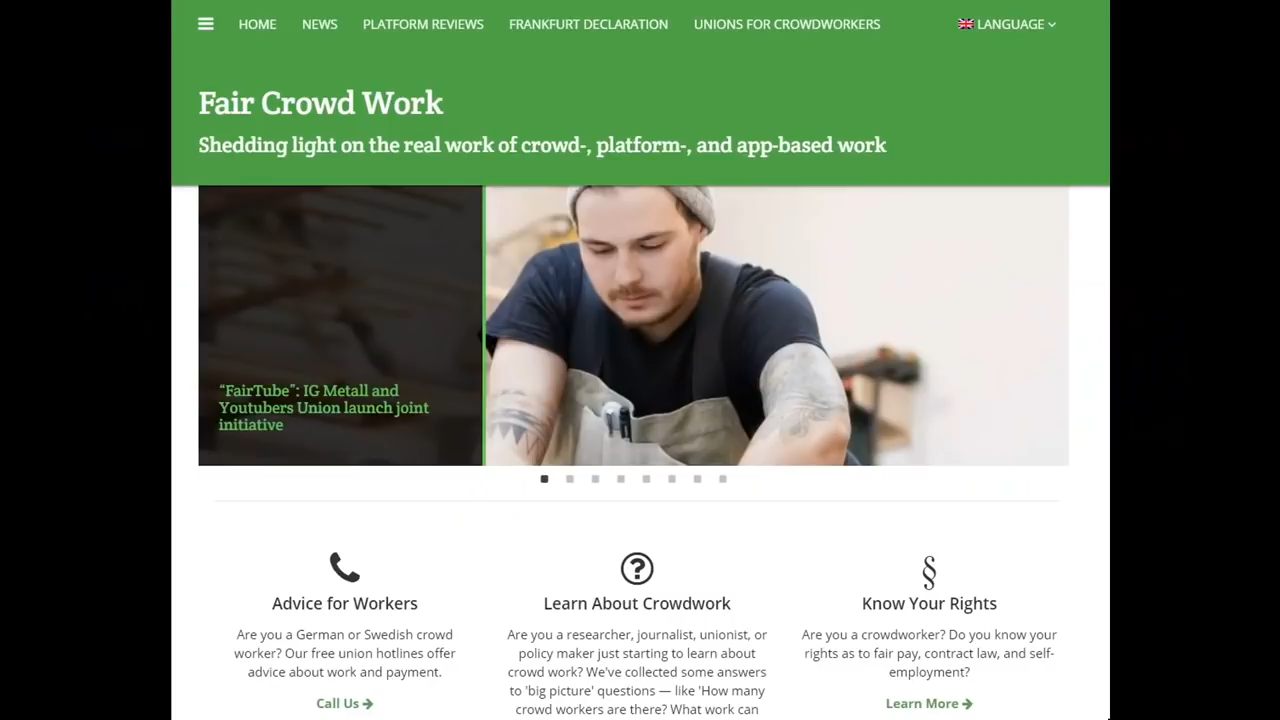 HOME NEWS PLATFORM REVIEWS FRANKFURT DECLARATION UNIONS FOR CROWDWORKERS LANGUAGE
Fair Crowd Work
Shedding light on the real work of crowd-, platform-, and app-based work
“FairTube”: IG Metall and
Youtubers Union launch joint
initiative
Advice for Workers
Are you a German or Swedish crowd
worker? Our free union hotlines offer
advice about work and payment.
Call Us
Learn About Crowdwork
Are you a researcher, journalist, unionist, or
policy maker just starting to learn about
crowd work? We've collected some answers
to 'big picture' questions — like 'How many
crowd workers are there? What work can
§
Know Your Rights
Are you a crowdworker? Do you know your
rights as to fair pay, contract law, and self-
employment?
Learn More